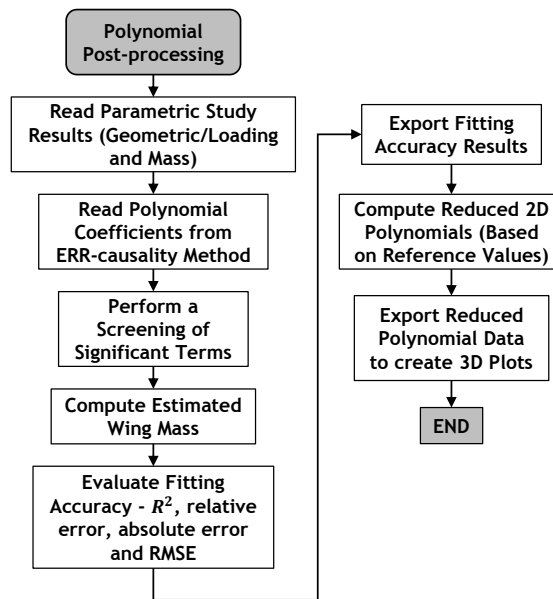 Polynomial
Post-processing
Read Parametric Study
Results (Geometric/Loading
and Mass)
Read Polynomial
Coefficients from
ERR-causality Method
Perform a
Screening of
Significant Terms
Compute Estimated
Wing Mass
Evaluate Fitting
Accuracy - R², relative
error, absolute error
and RMSE
Export Fitting
Accuracy Results
Compute Reduced 2D
Polynomials (Based
on Reference Values)
Export Reduced
Polynomial Data
to create 3D Plots
END